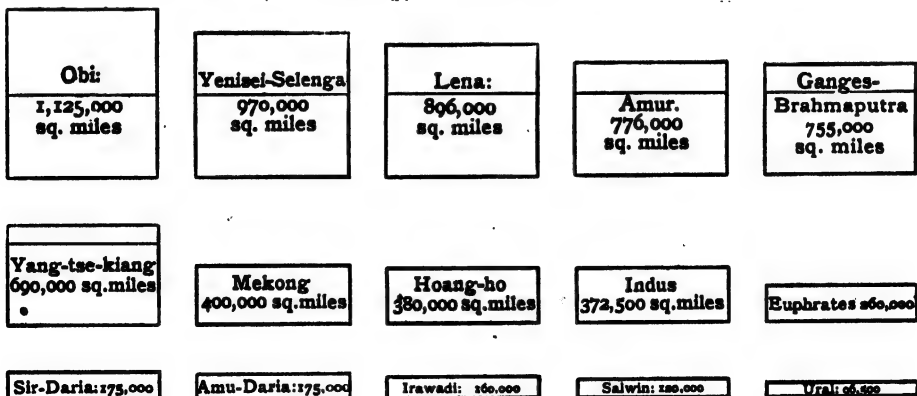 Obi:
1,125,000
sq. miles
Yenisei-Selenga
970,000
sq. miles
Lena:
896,000
sq. miles
Amur.
776,000
sq. miles
Ganges-
Brahmaputra
755,000
sq. miles
Yang-tse-kiang
690,000 sq.miles
Mekong
400,000 sq.miles
Hoang-ho
380,000 sq.miles
Indus
372,500 sq.miles
Euphrates 260,000
Sir-Daria:175,000
Amu-Daria:175,000
Irawadi: 160,000
Salwin: 120,000
Ural: